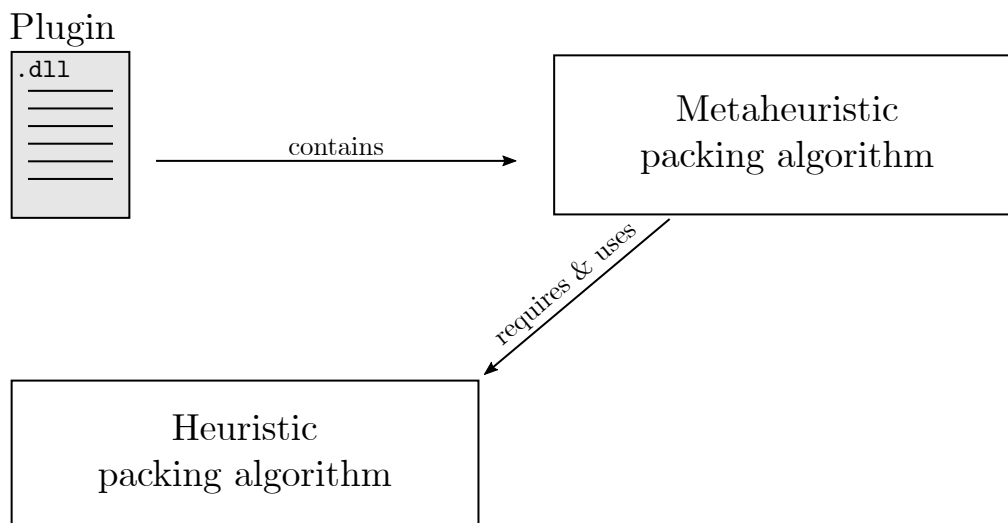 Plugin
.dll
contains
Metaheuristic
packing algorithm
requires & uses
Heuristic
packing algorithm